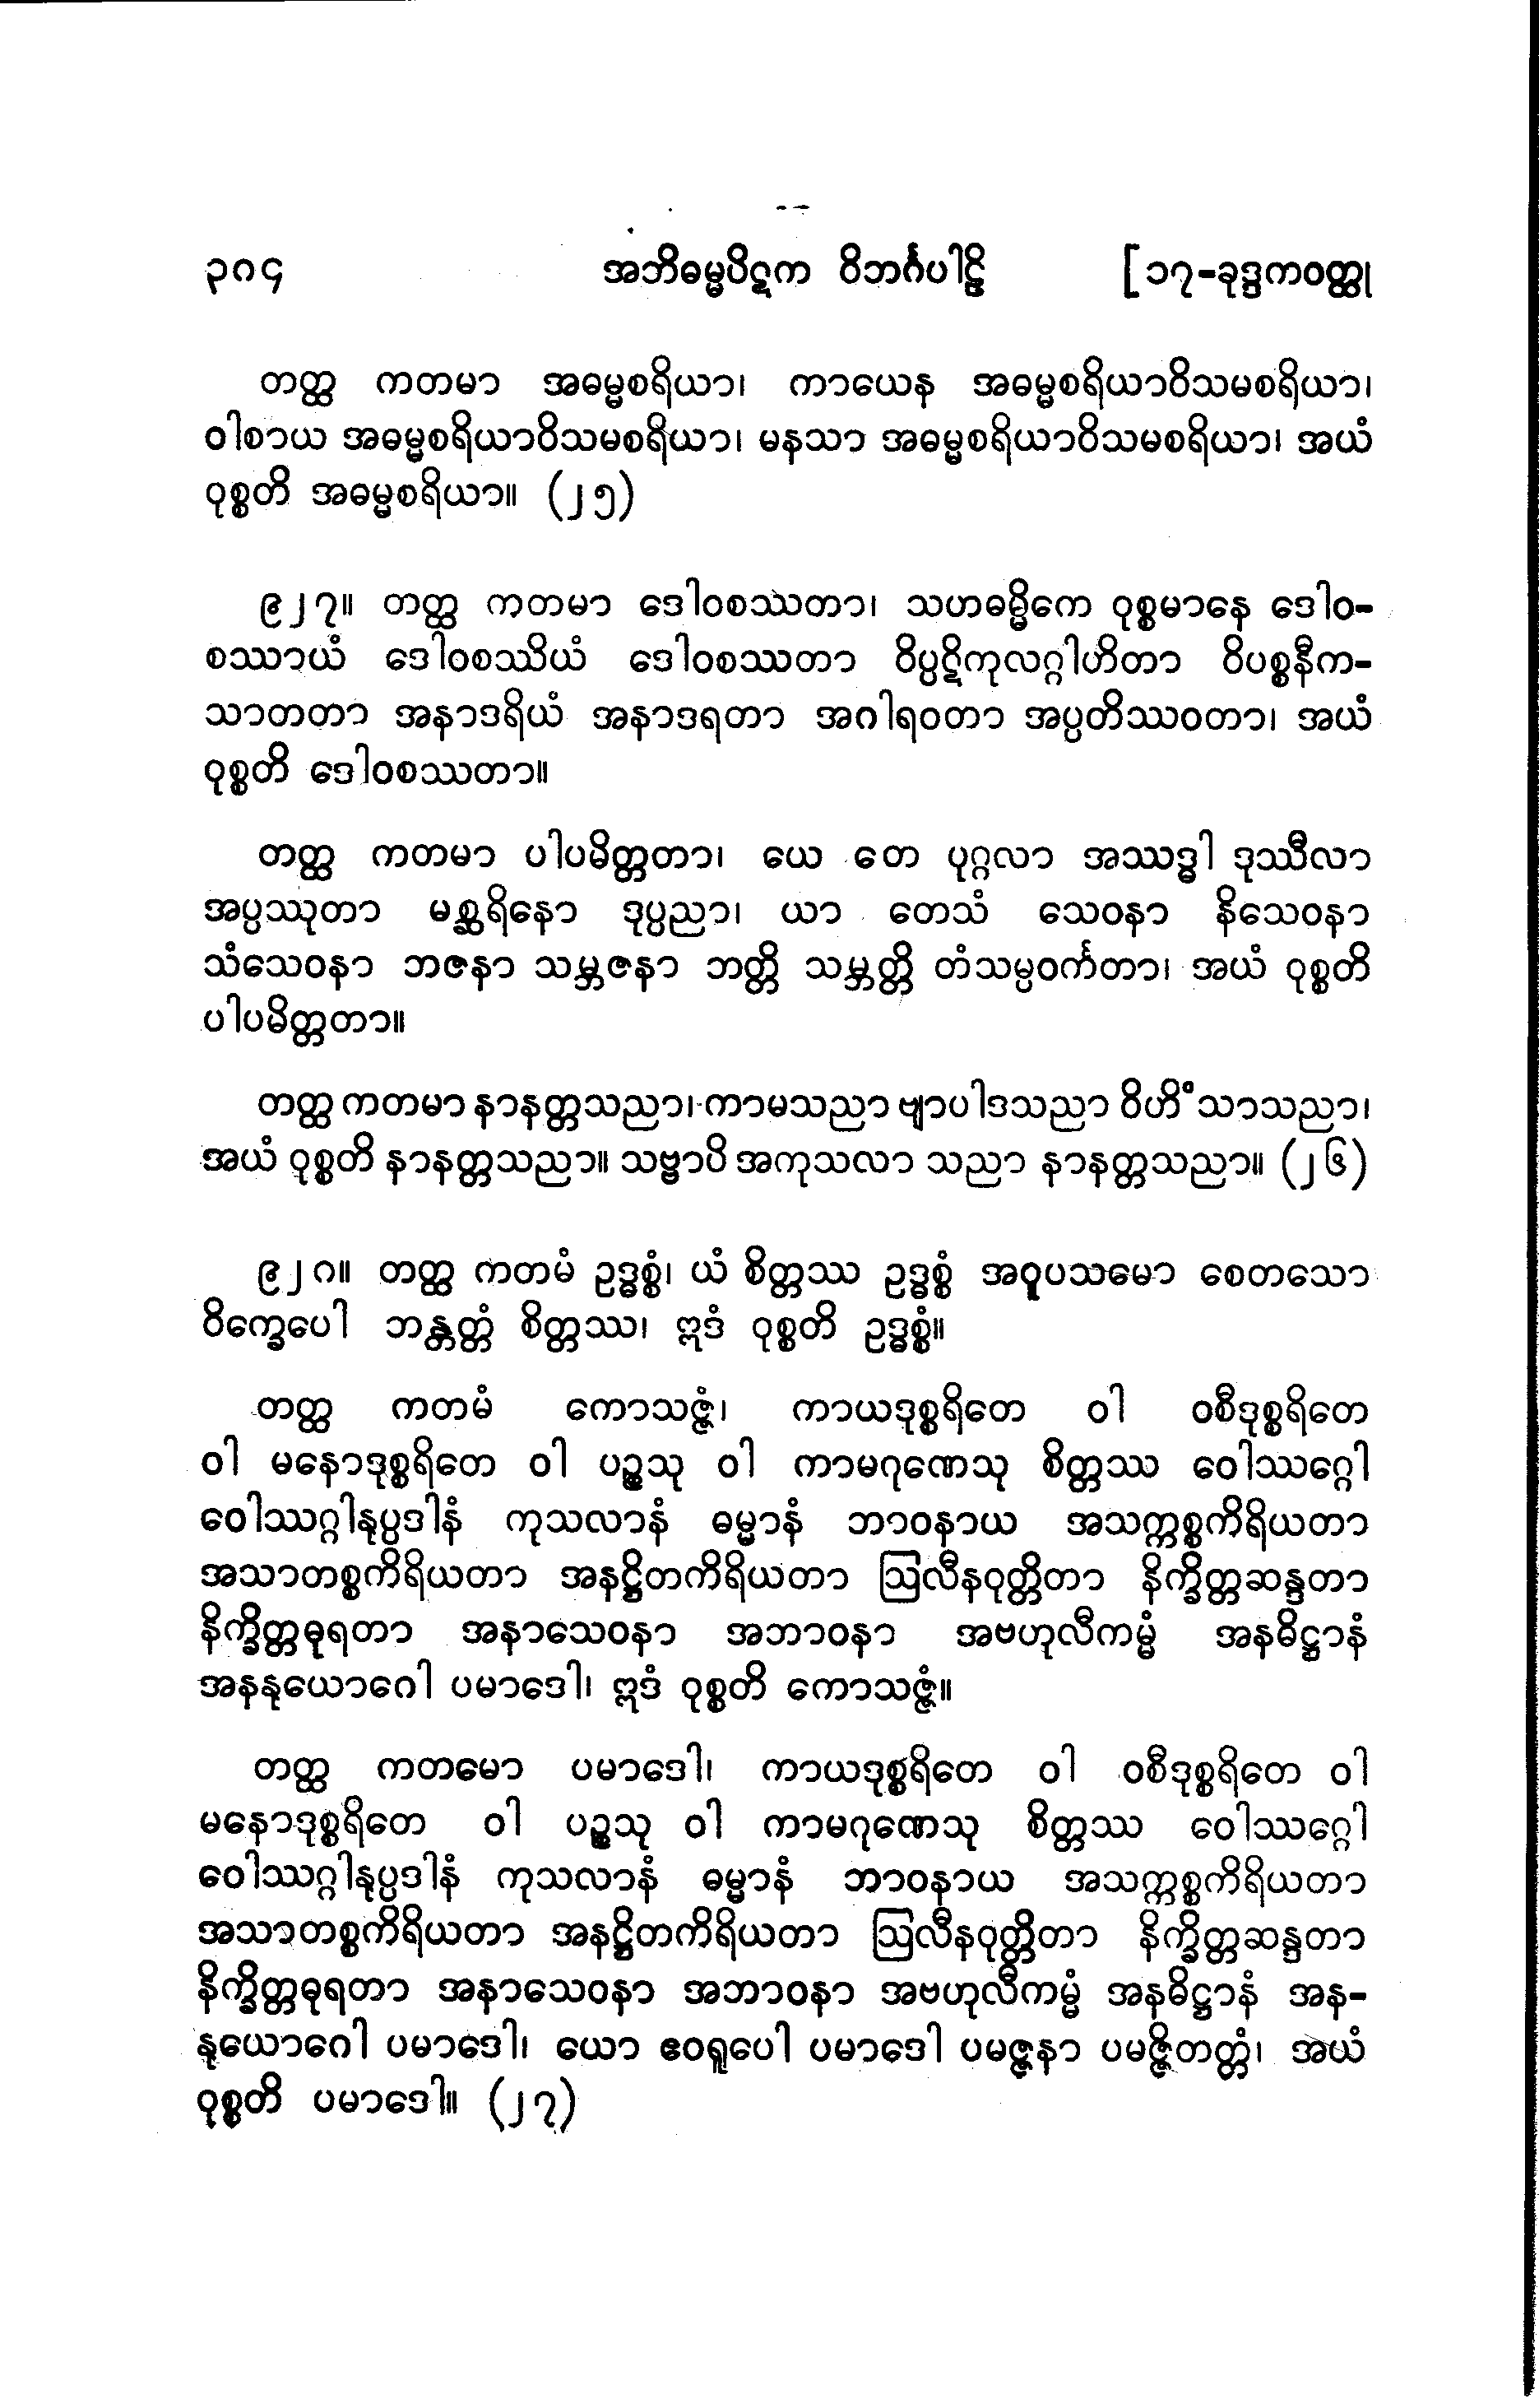 ၃၈၄ အဘိဓမ္မပိဋက ဝိဘင်္ဂပါဠိ [၁၇-ခုဒ္ဒကဝတ္ထု
တတ္ထ ကတမာ အဓမ္မစရိယာ၊ ကာယေန အဓမ္မစရိယာဝိသမစရိယာ၊
ဝါစာယ အဓမ္မစရိယာဝိသမစရိယာ၊ မနသာ အဓမ္မစရိယာဝိသမစရိယာ၊ အယံ
ဝုစ္စတိ အဓမ္မစရိယာ။ (၂၅)
၉၂၇။ တတ္ထ ကတမာ ဒေါဝစဿတာ၊ သဟဓမ္မိကေ ဝုစ္စမာနေ ဒေါဝ-
စဿာယံ ဒေါဝစဿိယံ ဒေါဝစဿတာ ဝိပ္ပဋိကုလဂ္ဂါဟိတာ ဝိပစ္စနီက-
သာတတာ အနာဒရိယံ အနာဒရတာ အဂါရဝတာ အပ္ပတိဿဝတာ၊ အယံ
ဝုစ္စတိ ဒေါဝစဿတာ။
တတ္ထ ကတမာ ပါပမိတ္တတာ၊ ယေ တေ ပုဂ္ဂလာ အဿဒ္ဓါ ဒုဿီလာ
အပ္ပဿုတာ မစ္ဆရိနော ဒုပ္ပညာ၊ ယာ တေသံ သေဝနာ နိသေဝနာ
သံသေဝနာ ဘဇနာ သမ္ဘဇနာ ဘတ္တိ သမ္ဘတ္တိ တံသမ္ပဝင်္ကတာ၊ အယံ ဝုစ္စတိ
ပါပမိတ္တတာ။
တတ္ထ ကတမာ နာနတ္တသညာ၊ ကာမသညာ ဗျာပါဒသညာ ဝိဟိံသာသညာ၊
အယံ ဝုစ္စတိ နာနတ္တသညာ။ သဗ္ဗာပိ အကုသလာ သညာ နာနတ္တသညာ။ (၂၆)
၉၂၈။ တတ္ထ ကတမံ ဥဒ္ဓစ္စံ၊ ယံ စိတ္တဿ ဥဒ္ဓစ္စံ အဝူပသမော စေတသော
ဝိက္ခေပေါ ဘန္တတ္တံ စိတ္တဿ၊ ဣဒံ ဝုစ္စတိ ဥဒ္ဓစ္စံ။
တတ္ထ ကတမံ ကောသဇ္ဇံ၊ ကာယဒုစ္စရိတေ ဝါ ဝစီဒုစ္စရိတေ
ဝါ မနောဒုစ္စရိတေ ဝါ ပဉ္စသု ဝါ ကာမဂုဏေသု စိတ္တဿ ဝေါဿဂ္ဂေါ
ဝေါဿဂ္ဂါနုပ္ပဒါနံ ကုသလာနံ ဓမ္မာနံ ဘာဝနာယ အသက္ကစ္စကိရိယတာ
အသာတစ္စကိရိယတာ အနဋ္ဌိတကိရိယတာ ဩလီနဝုတ္တိတာ နိက္ခိတ္တဆန္ဒတာ
နိက္ခိတ္တဓုရတာ အနာသေဝနာ အဘာဝနာ အဗဟုလီကမ္မံ အနဓိဋ္ဌာနံ
အနနုယောဂေါ ပမာဒေါ၊ ဣဒံ ဝုစ္စတိ ကောသဇ္ဇံ။
တတ္ထ ကတမော ပမာဒေါ၊ ကာယဒုစ္စရိတေ ဝါ ဝစီဒုစ္စရိတေ ဝါ
မနောဒုစ္စရိတေ ဝါ ပဉ္စသု ဝါ ကာမဂုဏေသု စိတ္တဿ ဝေါဿဂ္ဂေါ
ဝေါဿဂ္ဂါနုပ္ပဒါနံ ကုသလာနံ ဓမ္မာနံ ဘာဝနာယ အသက္ကစ္စကိရိယတာ
အသာတစ္စကိရိယတာ အနဋ္ဌိတကိရိယတာ ဩလီနဝုတ္တိတာ နိက္ခိတ္တဆန္ဒတာ
နိက္ခိတ္တဓုရတာ အနာသေဝနာ အဘာဝနာ အဗဟုလီကမ္မံ အနဓိဋ္ဌာနံ အန-
နုယောဂေါ ပမာဒေါ၊ ယော ဧဝရူပေါ ပမာဒေါ ပမဇ္ဇနာ ပမဇ္ဇိတတ္တံ၊ အယံ
ဝုစ္စတိ ပမာဒေါ။ (၂၇)